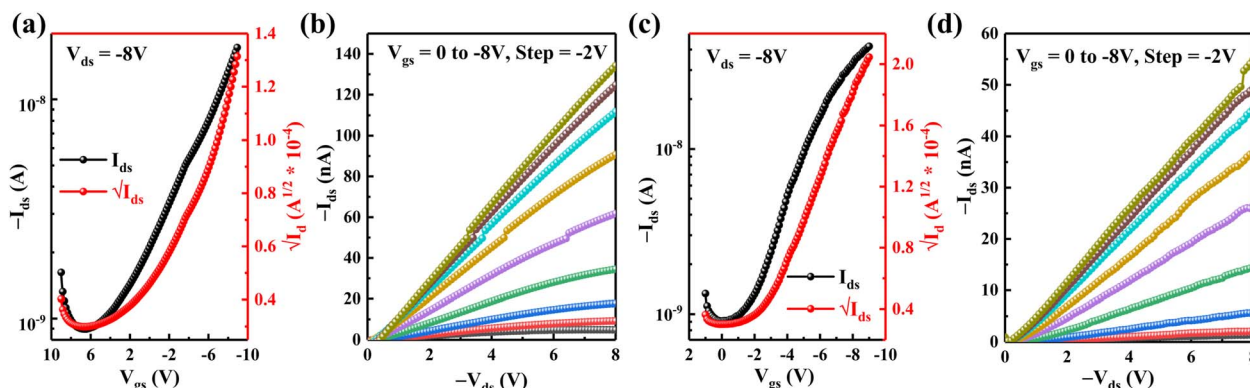 (a)
V_ds = -8V
10^-8
10^-9
−I_ds (A)
I_ds
√I_ds
1.4
1.2
1.0
0.8
0.6
0.4
√I_d (A^1/2 * 10^-4)
10 6 2 -2 -6 -10
V_gs (V)
(b)
V_gs = 0 to -8V, Step = -2V
140
120
100
80
60
40
20
0
−I_ds (nA)
0 2 4 6 8
−V_ds (V)
(c)
V_ds = -8V
10^-8
10^-9
−I_ds (A)
I_ds
√I_ds
2.0
1.6
1.2
0.8
0.4
√I_d (A^1/2 * 10^-4)
2 0 -2 -4 -6 -8 -10
V_gs (V)
(d)
V_gs = 0 to -8V, Step = -2V
60
50
40
30
20
10
0
−I_ds (nA)
0 2 4 6 8
−V_ds (V)